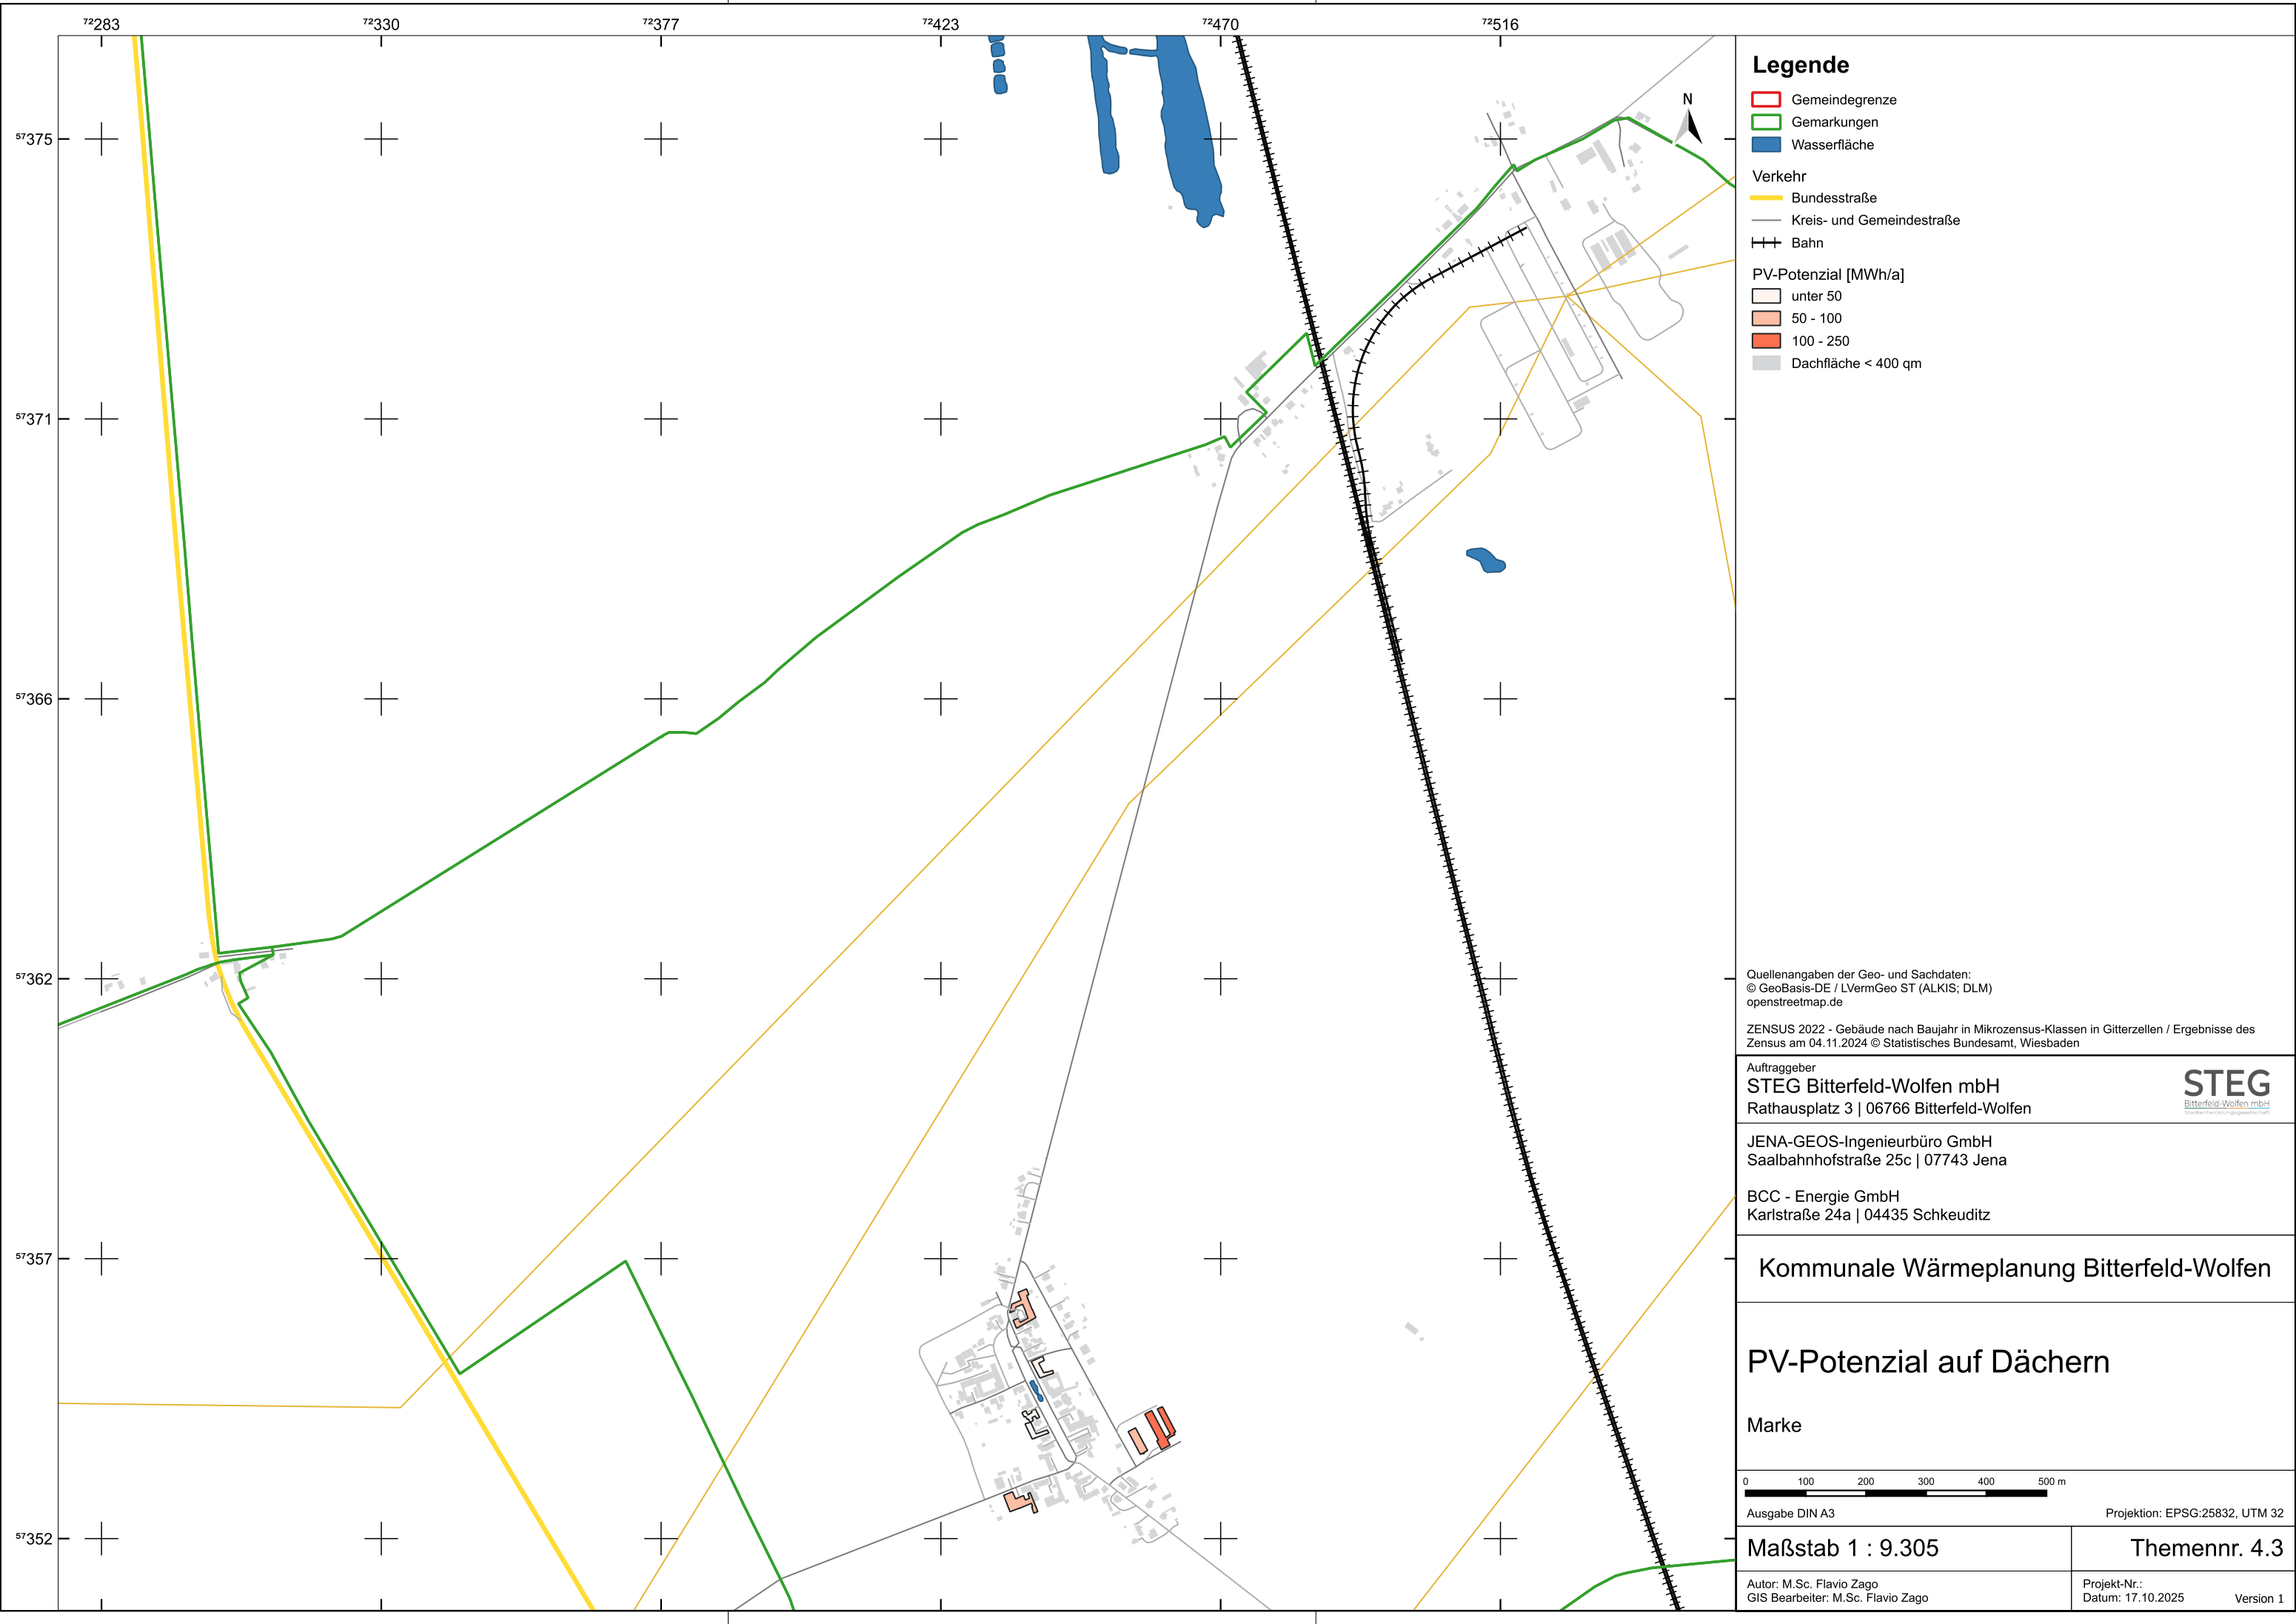 72283 72330 72377 72423 72470 72516
57375
57371
57366
57362
57357
57352
N
Legende
Gemeindegrenze
Gemarkungen
Wasserfläche
Verkehr
Bundesstraße
Kreis- und Gemeindestraße
Bahn
PV-Potenzial [MWh/a]
unter 50
50 - 100
100 - 250
Dachfläche < 400 qm
Quellenangaben der Geo- und Sachdaten:
© GeoBasis-DE / LVermGeo ST (ALKIS; DLM)
openstreetmap.de
ZENSUS 2022 - Gebäude nach Baujahr in Mikrozensus-Klassen in Gitterzellen / Ergebnisse des
Zensus am 04.11.2024 © Statistisches Bundesamt, Wiesbaden
Auftraggeber
STEG Bitterfeld-Wolfen mbH
Rathausplatz 3 | 06766 Bitterfeld-Wolfen
STEG
Bitterfeld-Wolfen mbH
Stadtentwicklungsgesellschaft
JENA-GEOS-Ingenieurbüro GmbH
Saalbahnhofstraße 25c | 07743 Jena
BCC - Energie GmbH
Karlstraße 24a | 04435 Schkeuditz
Kommunale Wärmeplanung Bitterfeld-Wolfen
PV-Potenzial auf Dächern
Marke
0 100 200 300 400 500 m
Ausgabe DIN A3 Projektion: EPSG:25832, UTM 32
Maßstab 1 : 9.305 Themennr. 4.3
Autor: M.Sc. Flavio Zago
GIS Bearbeiter: M.Sc. Flavio Zago
Projekt-Nr.:
Datum: 17.10.2025 Version 1